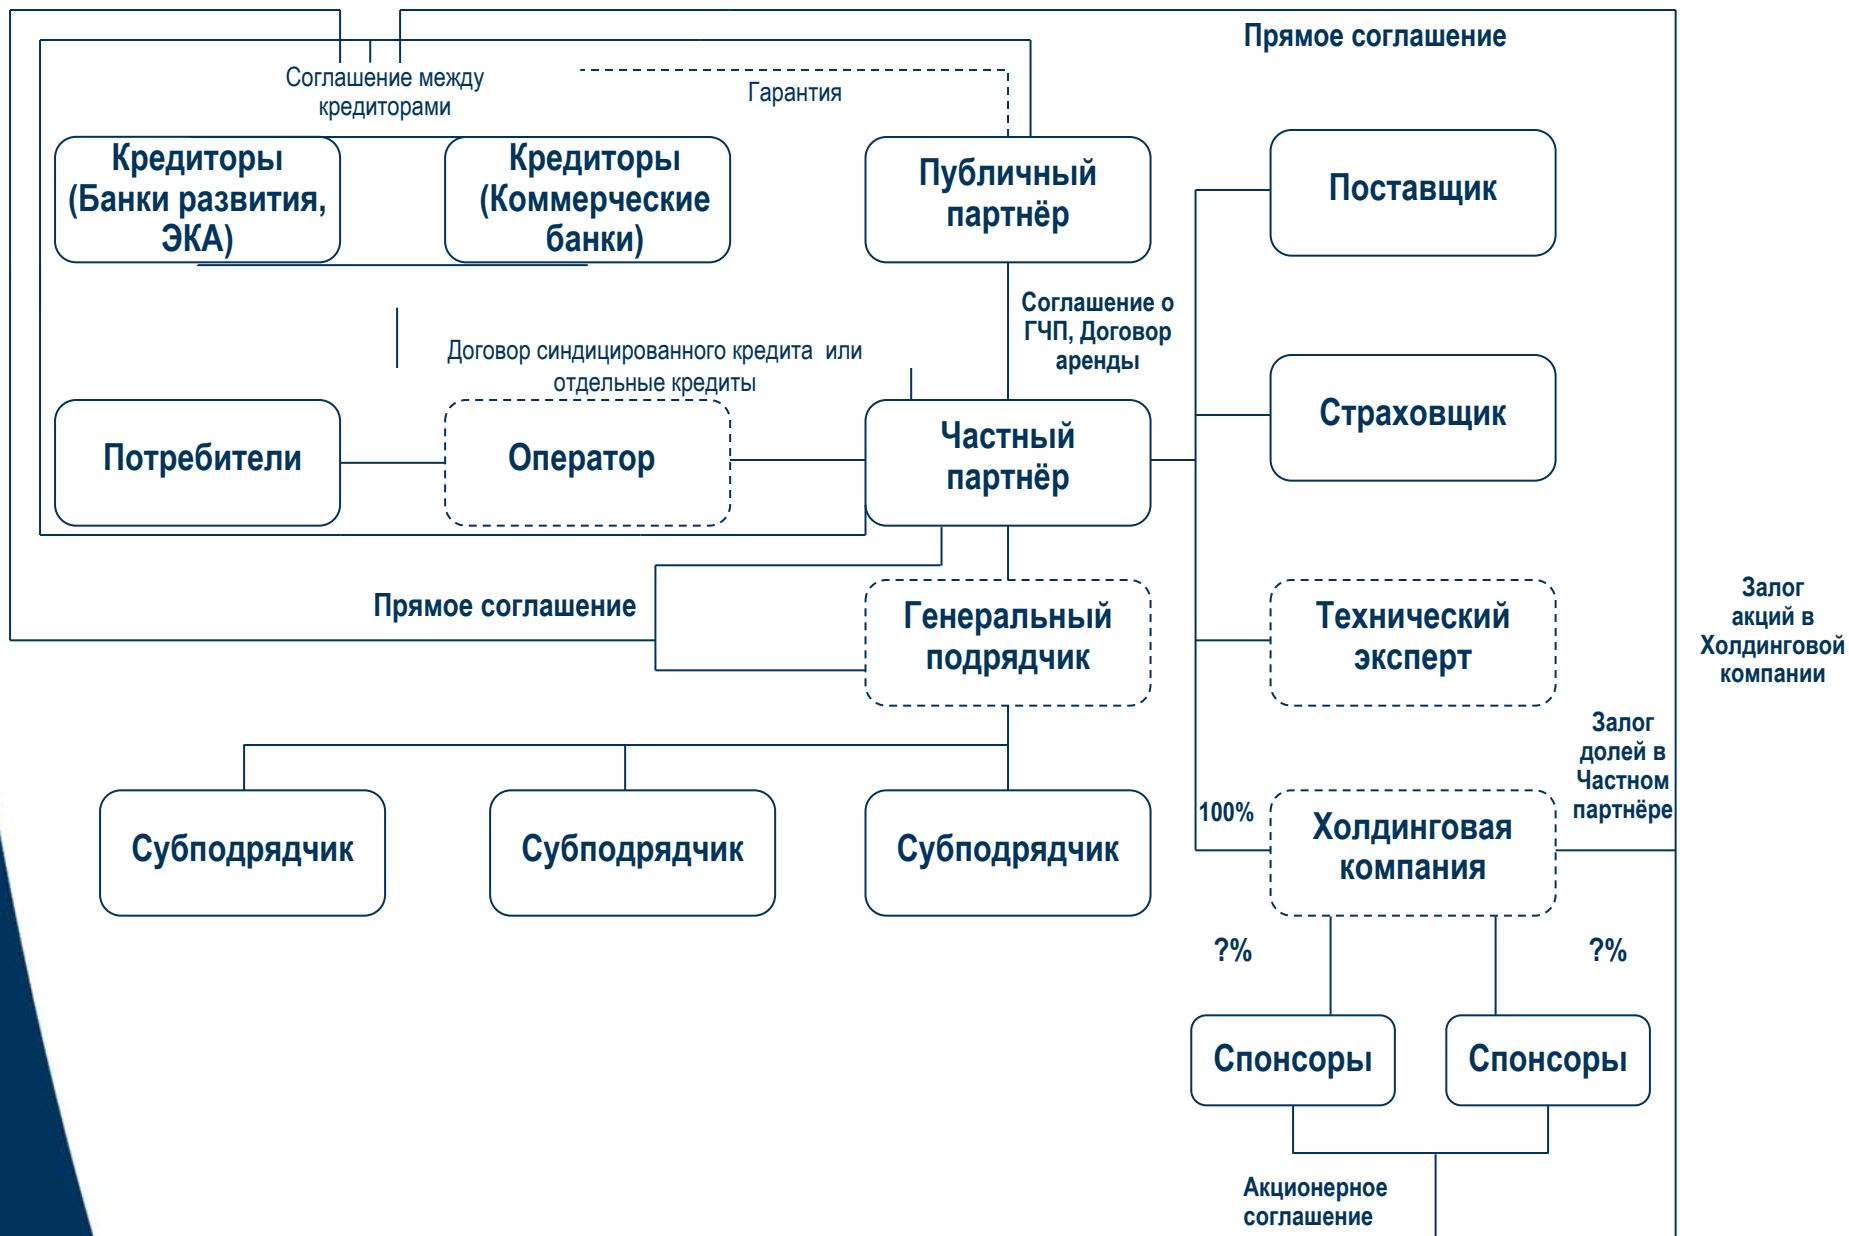 Прямое соглашение
Соглашение между
кредиторами
Гарантия
Кредиторы
(Банки развития,
ЭКА)
Кредиторы
(Коммерческие
банки)
Публичный
партнёр
Поставщик
Соглашение о
ГЧП, Договор
аренды
Договор синдицированного кредита или
отдельные кредиты
Потребители
Оператор
Частный
партнёр
Страховщик
Прямое соглашение
Генеральный
подрядчик
Технический
эксперт
Залог
акций в
Холдинговой
компании
Залог
долей в
Частном
партнёре
Субподрядчик
Субподрядчик
Субподрядчик
100%
Холдинговая
компания
?%
?%
Спонсоры
Спонсоры
Акционерное
соглашение